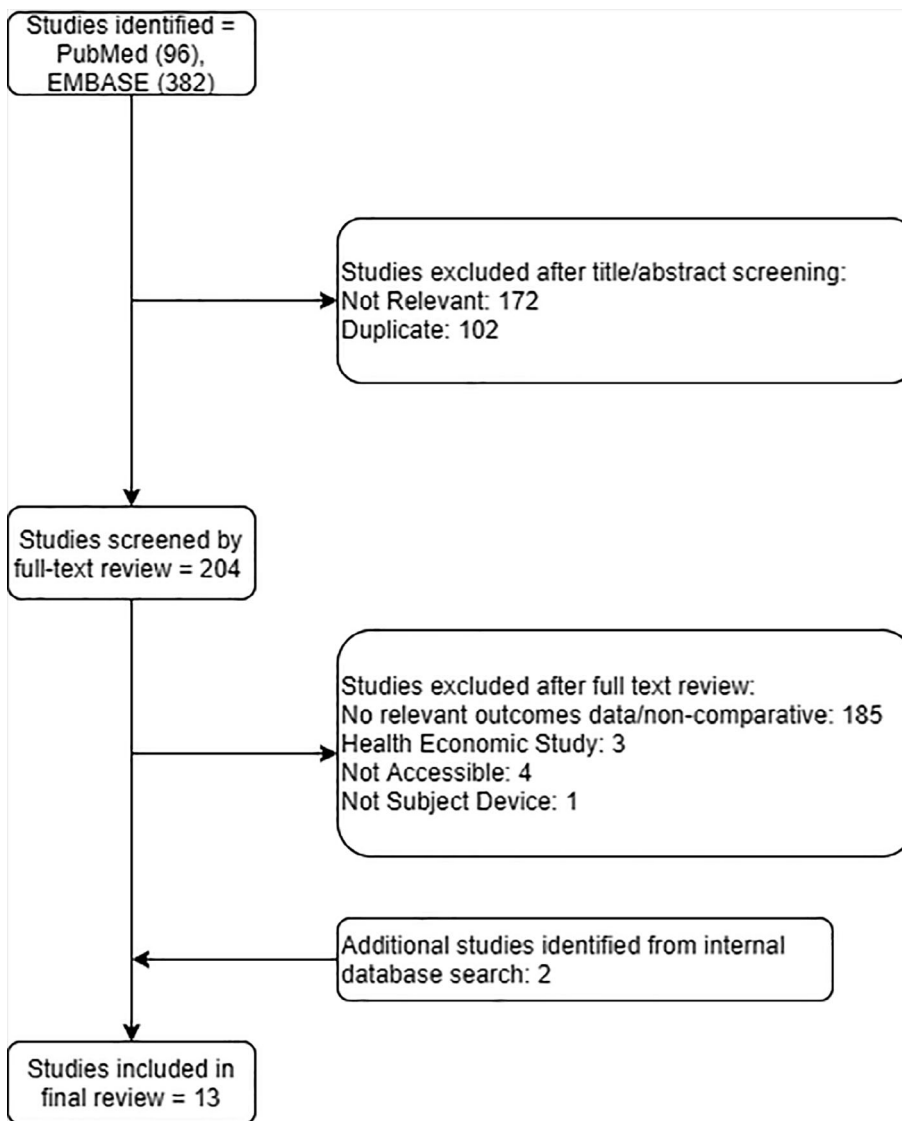 Studies identified =
PubMed (96),
EMBASE (382)
Studies excluded after title/abstract screening:
Not Relevant: 172
Duplicate: 102
Studies screened by
full-text review = 204
Studies excluded after full text review:
No relevant outcomes data/non-comparative: 185
Health Economic Study: 3
Not Accessible: 4
Not Subject Device: 1
Additional studies identified from internal
database search: 2
Studies included in
final review = 13